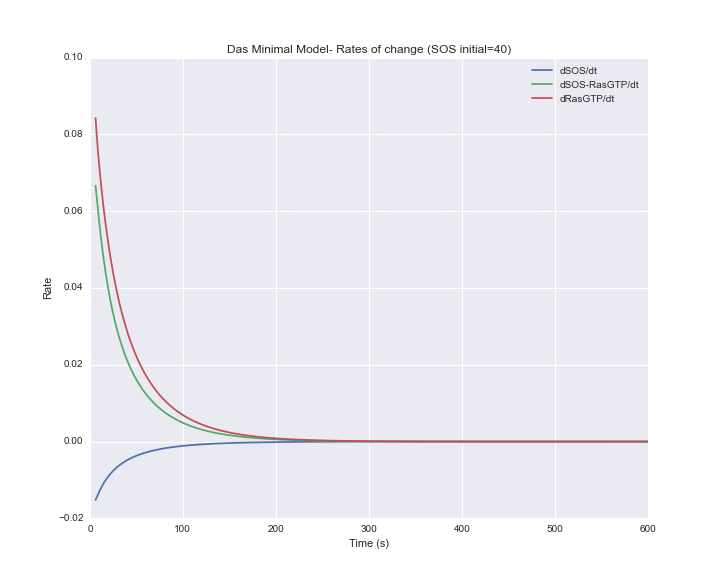 Das Minimal Model- Rates of change (SOS initial=40)
dSOS/dt
dSOS-RasGTP/dt
dRasGTP/dt
0.10
0.08
0.06
0.04
0.02
0.00
−0.02
Rate
0 100 200 300 400 500 600
Time (s)